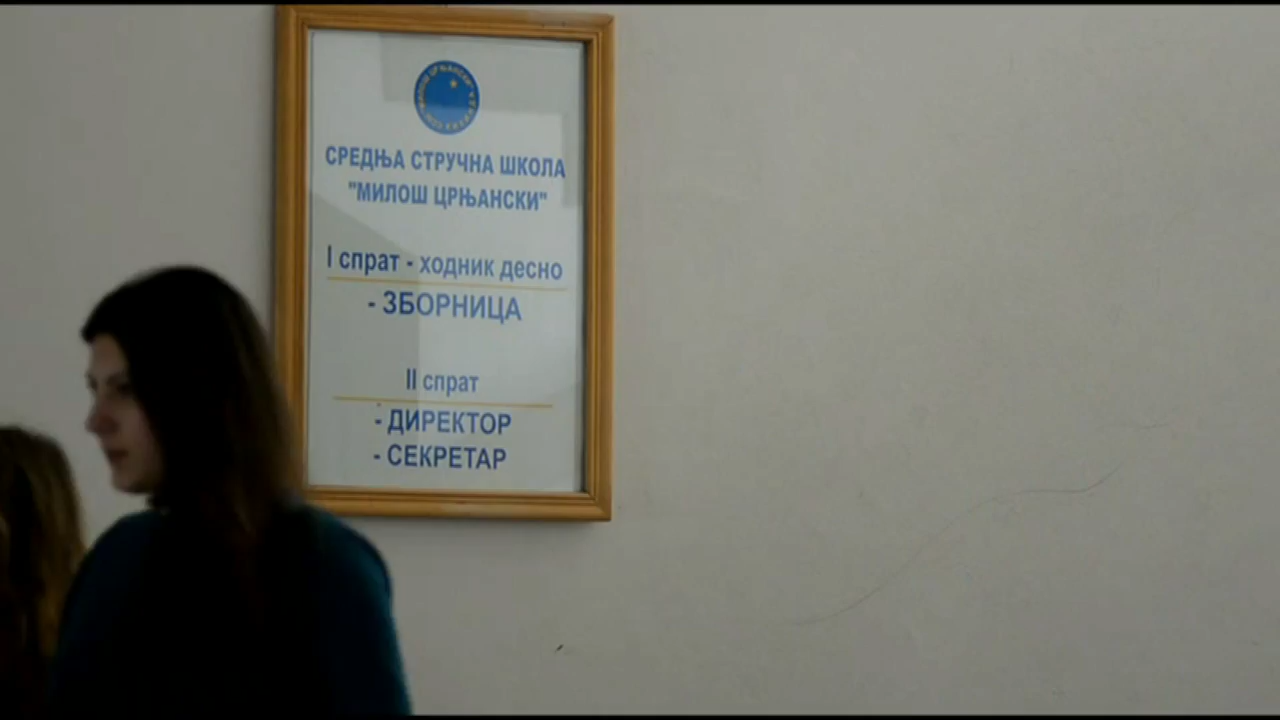 СРЕДЊА СТРУЧНА ШКОЛА
"МИЛОШ ЦРЊАНСКИ"
I спрат - ходник десно
- ЗБОРНИЦА
II спрат
- ДИРЕКТОР
- СЕКРЕТАР